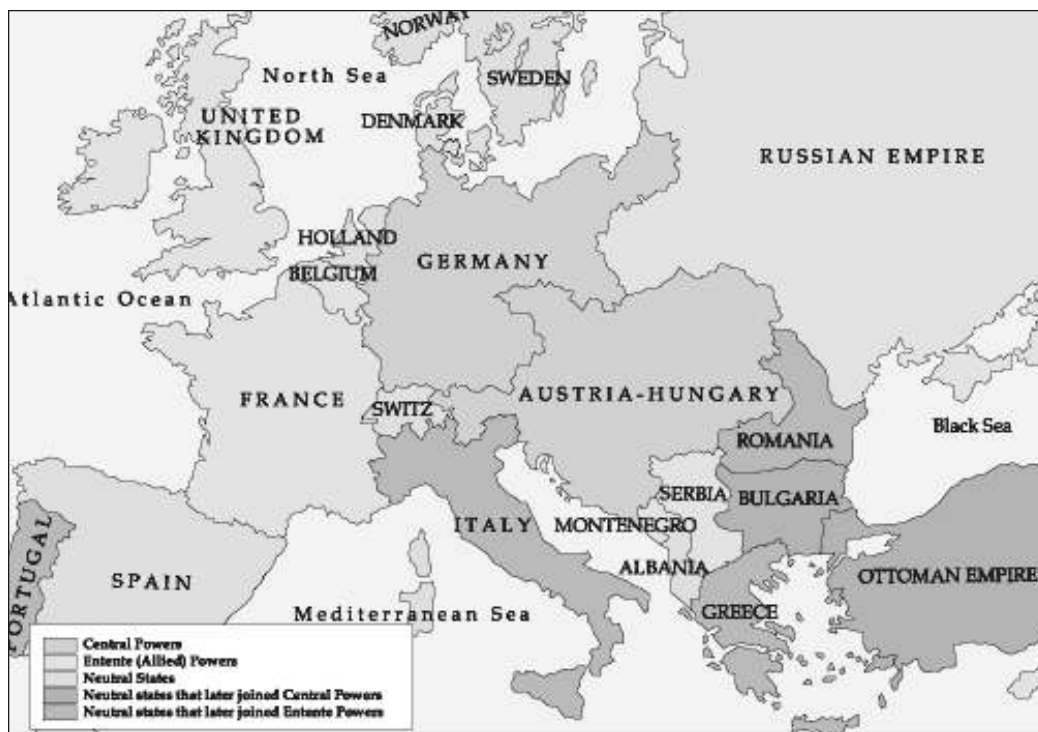 NORWAY
North Sea
SWEDEN
UNITED
KINGDOM
DENMARK
RUSSIAN EMPIRE
HOLLAND
GERMANY
BELGIUM
Atlantic Ocean
FRANCE
SWITZ
AUSTRIA-HUNGARY
Black Sea
ROMANIA
SERBIA
BULGARIA
ITALY
MONTENEGRO
PORTUGAL
SPAIN
ALBANIA
OTTOMAN EMPIRE
Mediterranean Sea
GREECE
Central Powers
Entente (Allied) Powers
Neutral States
Neutral states that later joined Central Powers
Neutral states that later joined Entente Powers